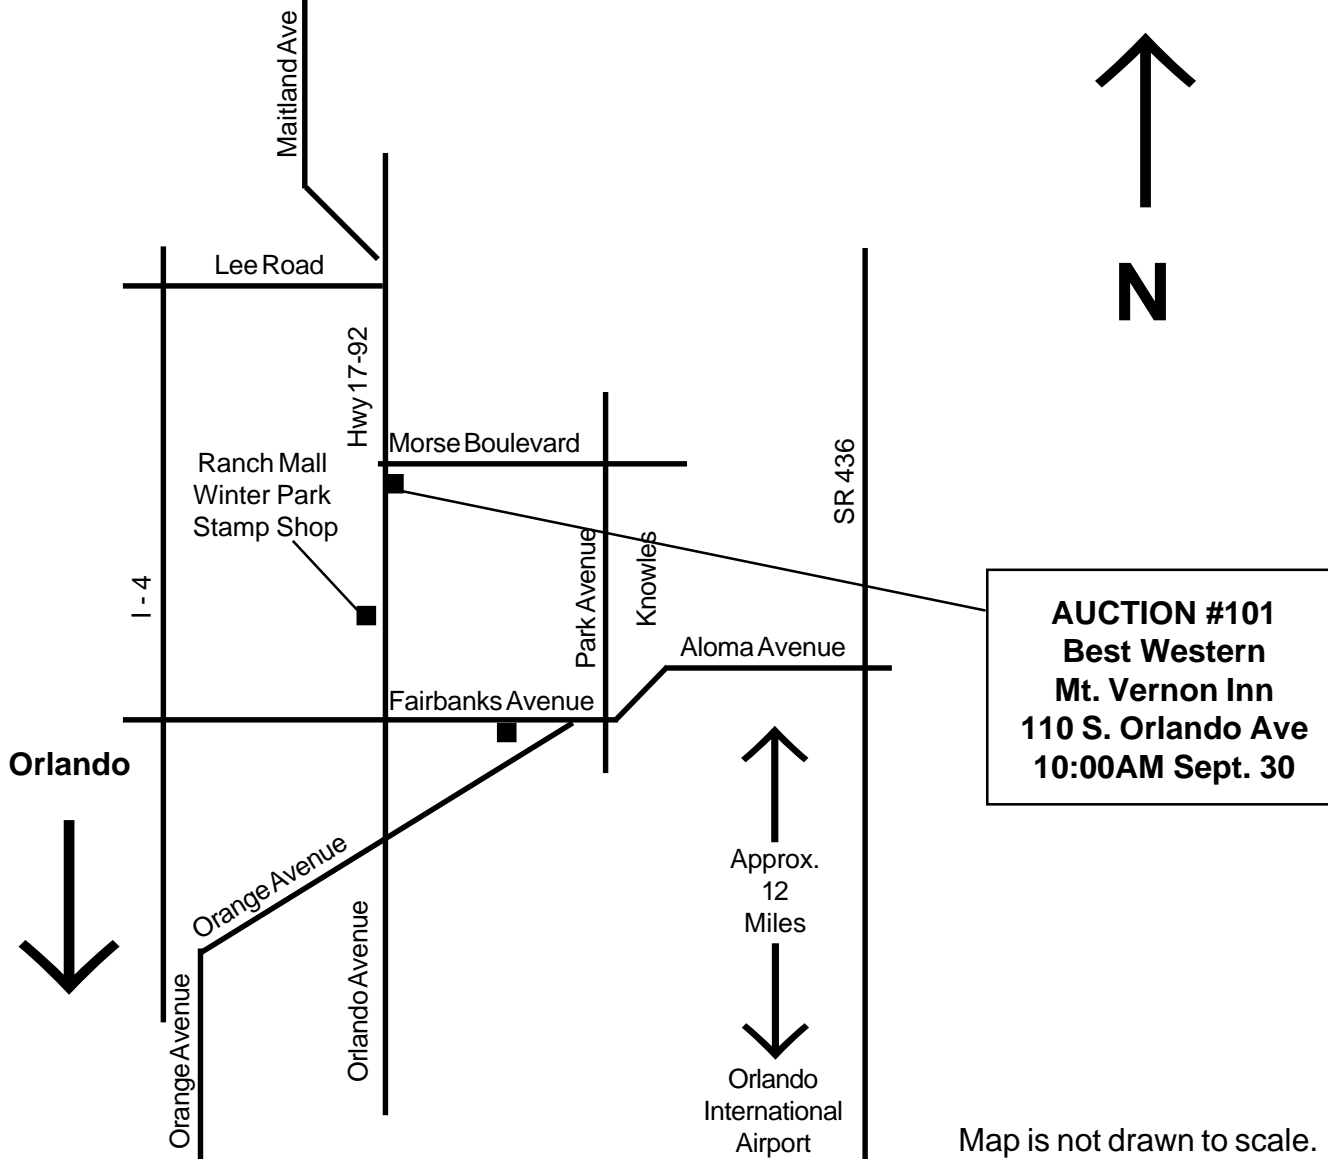 Maitland Ave
N
Lee Road
Hwy 17-92
Morse Boulevard
Ranch Mall
Winter Park
Stamp Shop
SR 436
I - 4
Park Avenue
Knowles
AUCTION #101
Best Western
Mt. Vernon Inn
110 S. Orlando Ave
10:00AM Sept. 30
Aloma Avenue
Fairbanks Avenue
Orlando
Orange Avenue
Approx.
12
Miles
Orlando Avenue
Orange Avenue
Orlando
International
Airport
Map is not drawn to scale.